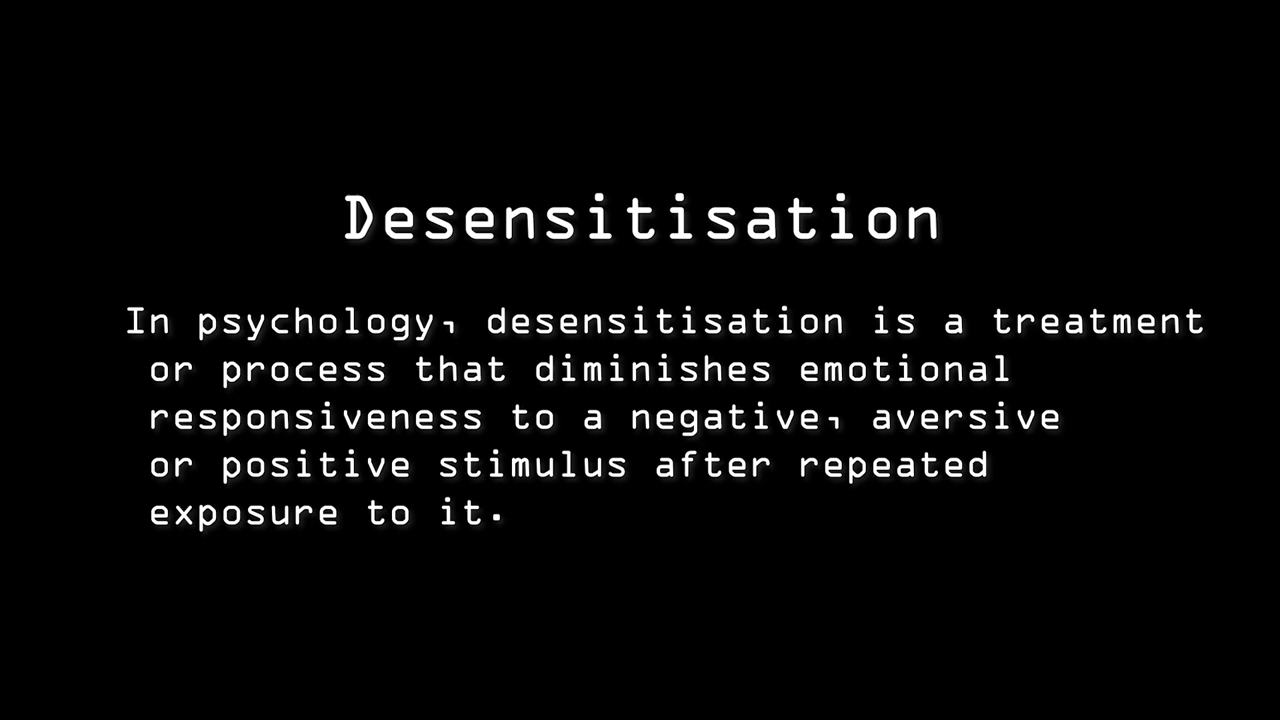 Desensitisation
In psychology, desensitisation is a treatment
or process that diminishes emotional
responsiveness to a negative, aversive
or positive stimulus after repeated
exposure to it.